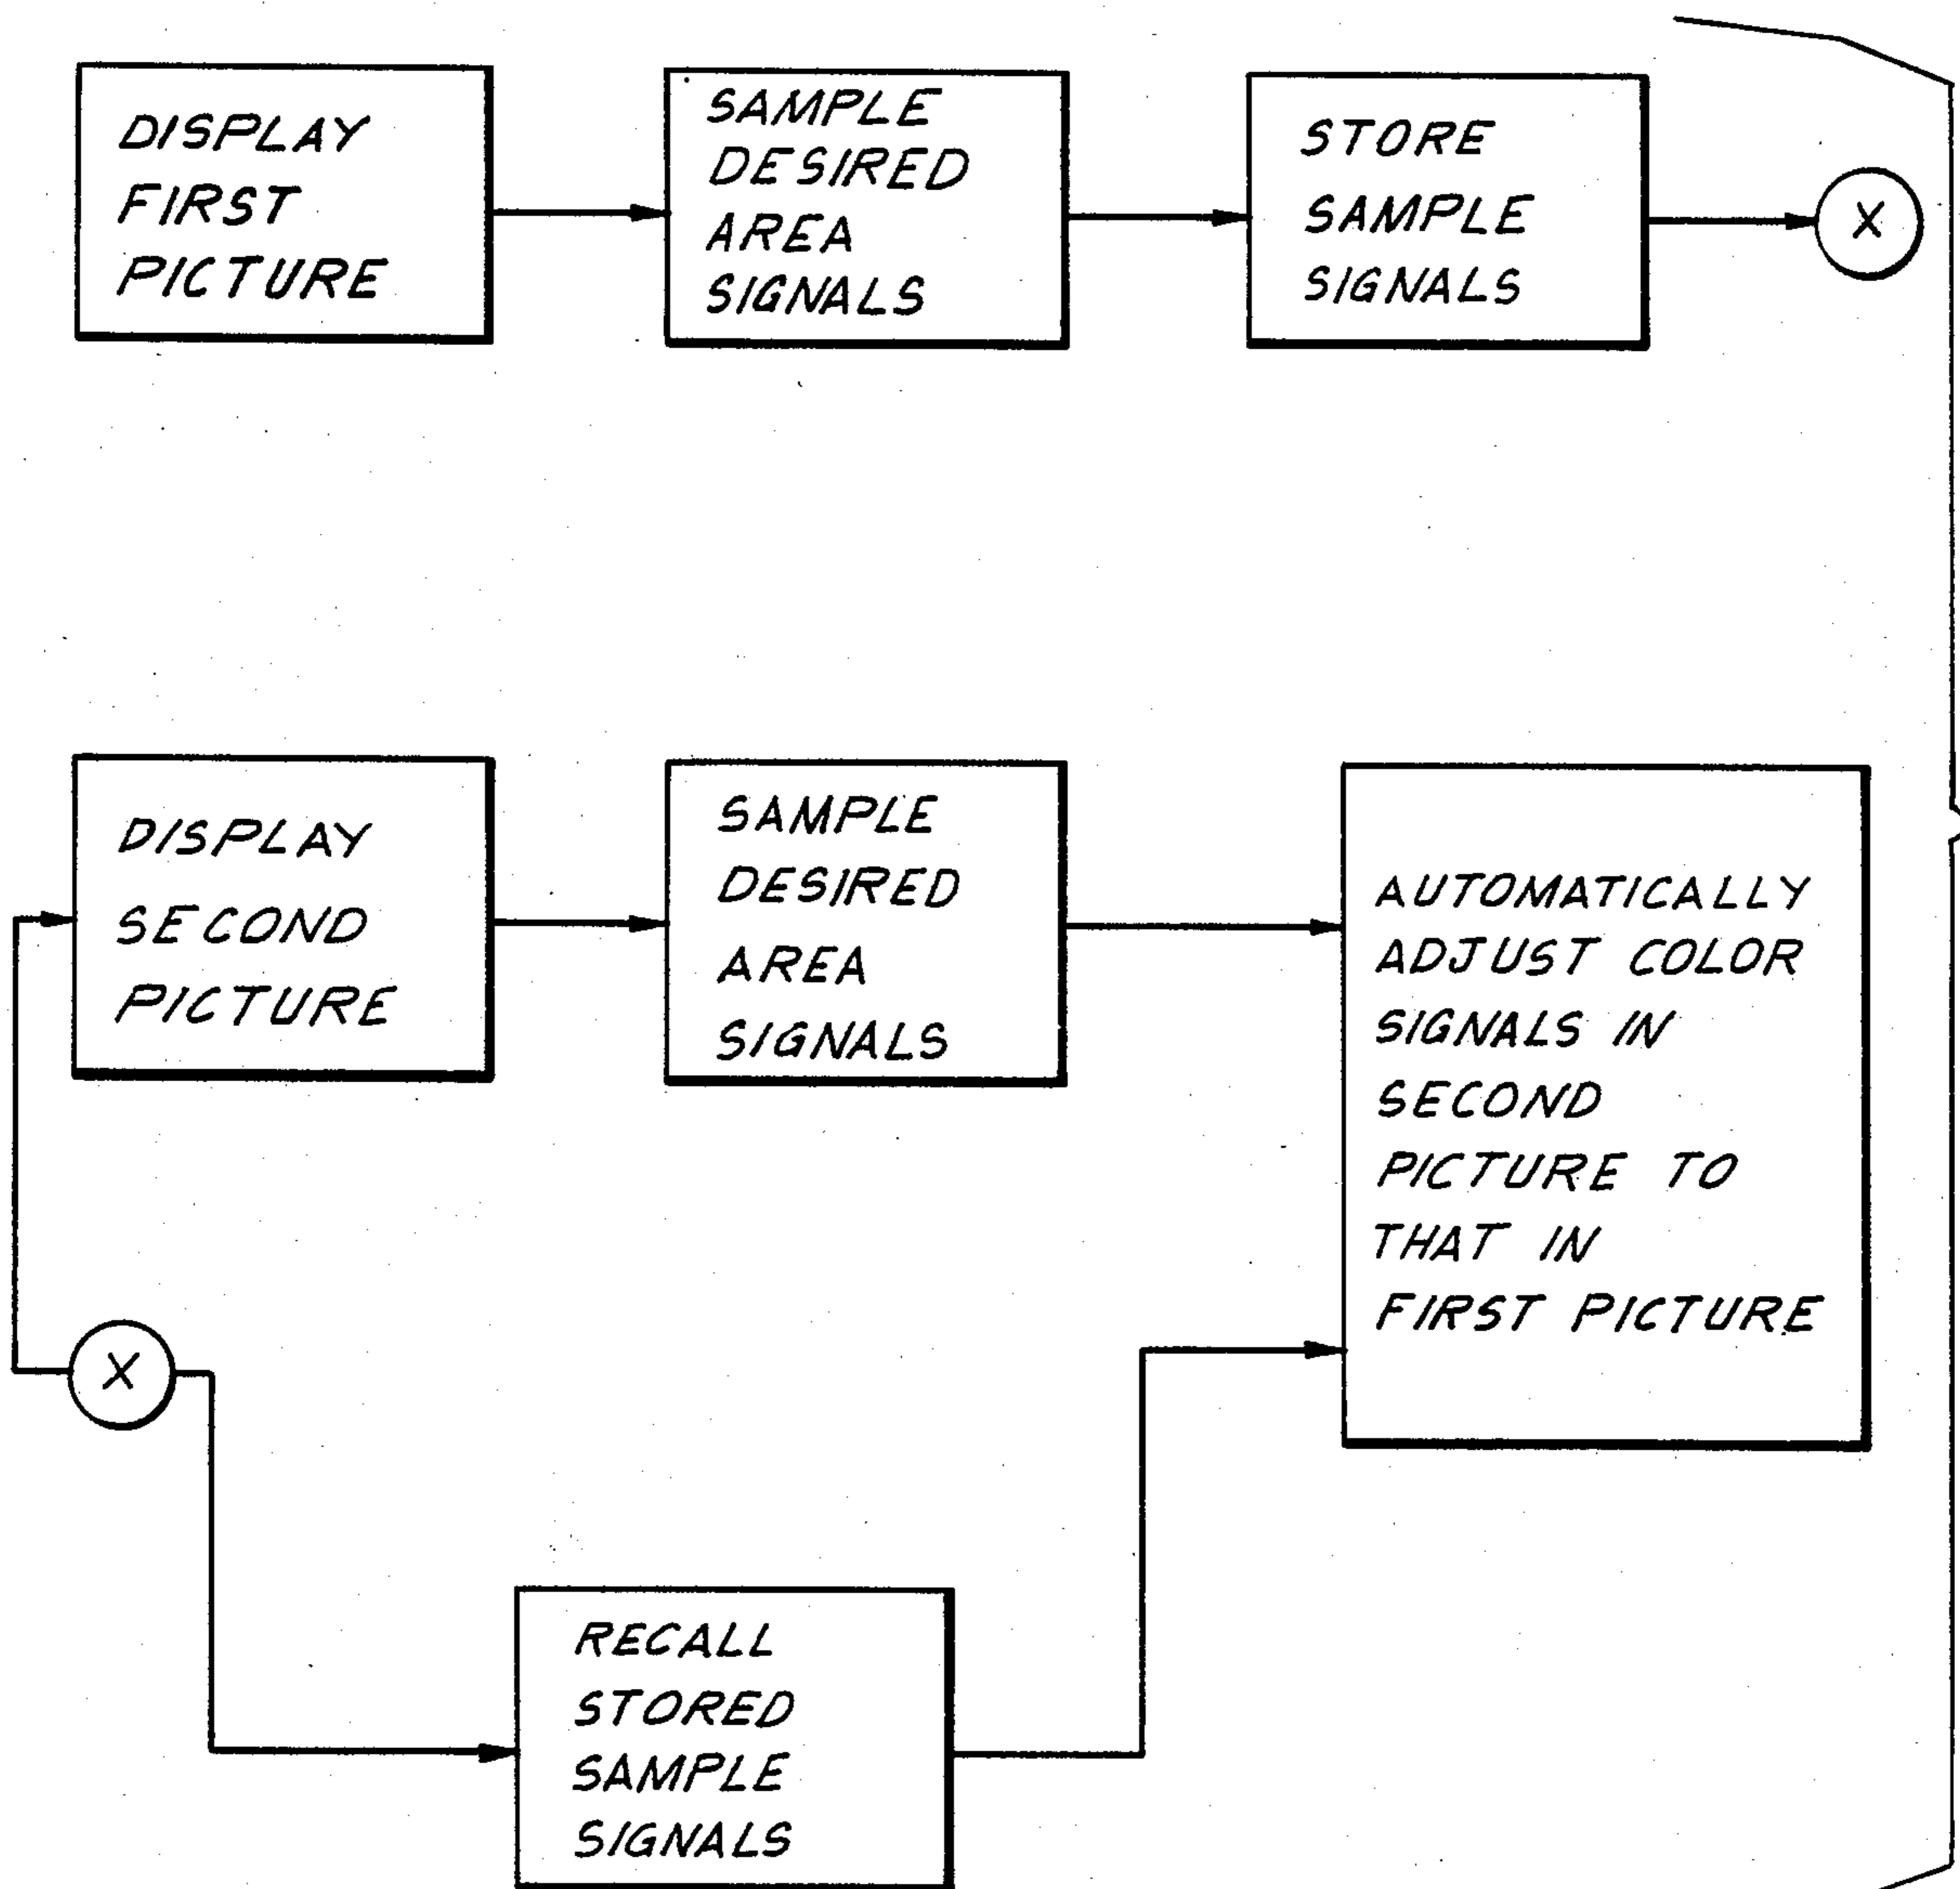 DISPLAY
FIRST
PICTURE
SAMPLE
DESIRED
AREA
SIGNALS
STORE
SAMPLE
SIGNALS
X
DISPLAY
SECOND
PICTURE
SAMPLE
DESIRED
AREA
SIGNALS
AUTOMATICALLY
ADJUST COLOR
SIGNALS IN
SECOND
PICTURE TO
THAT IN
FIRST PICTURE
X
RECALL
STORED
SAMPLE
SIGNALS